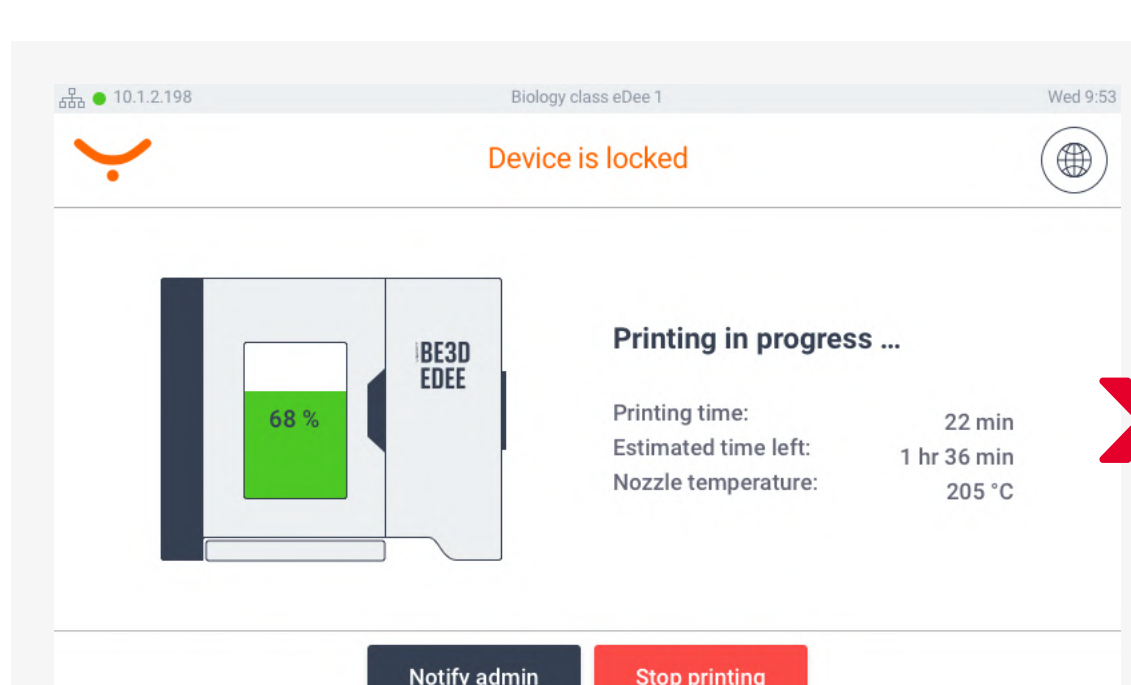 10.1.2.198 Biology class eDee 1 Wed 9:53
Device is locked
BE3D
EDEE
68 %
Printing in progress ...
Printing time: 22 min
Estimated time left: 1 hr 36 min
Nozzle temperature: 205 °C
Notify admin Stop printing